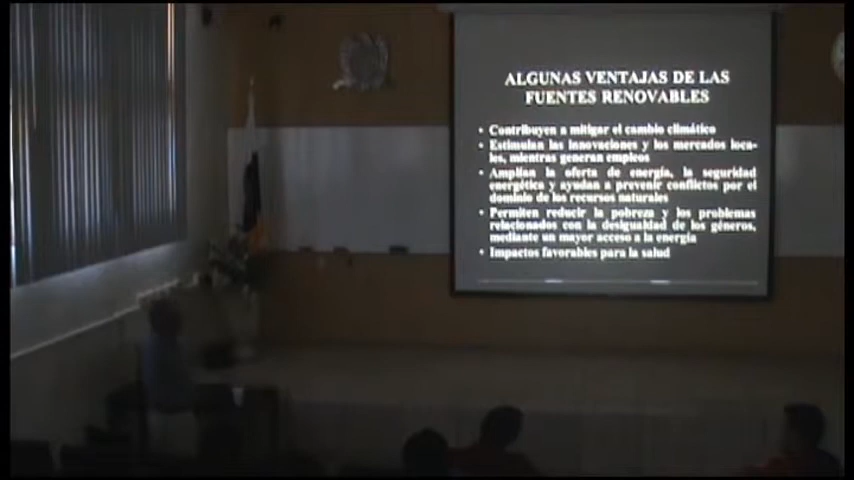 ALGUNAS VENTAJAS DE LAS
FUENTES RENOVABLES
• Contribuyen a mitigar el cambio climático
• Estimulan las innovaciones y los mercados loca-
les, mientras generan empleos
• Amplían la oferta de energía, la seguridad
energética y ayudan a prevenir conflictos por el
dominio de los recursos naturales
• Permiten reducir la pobreza y los problemas
relacionados con la desigualdad de los géneros,
mediante un mayor acceso a la energía
• Impactos favorables para la salud